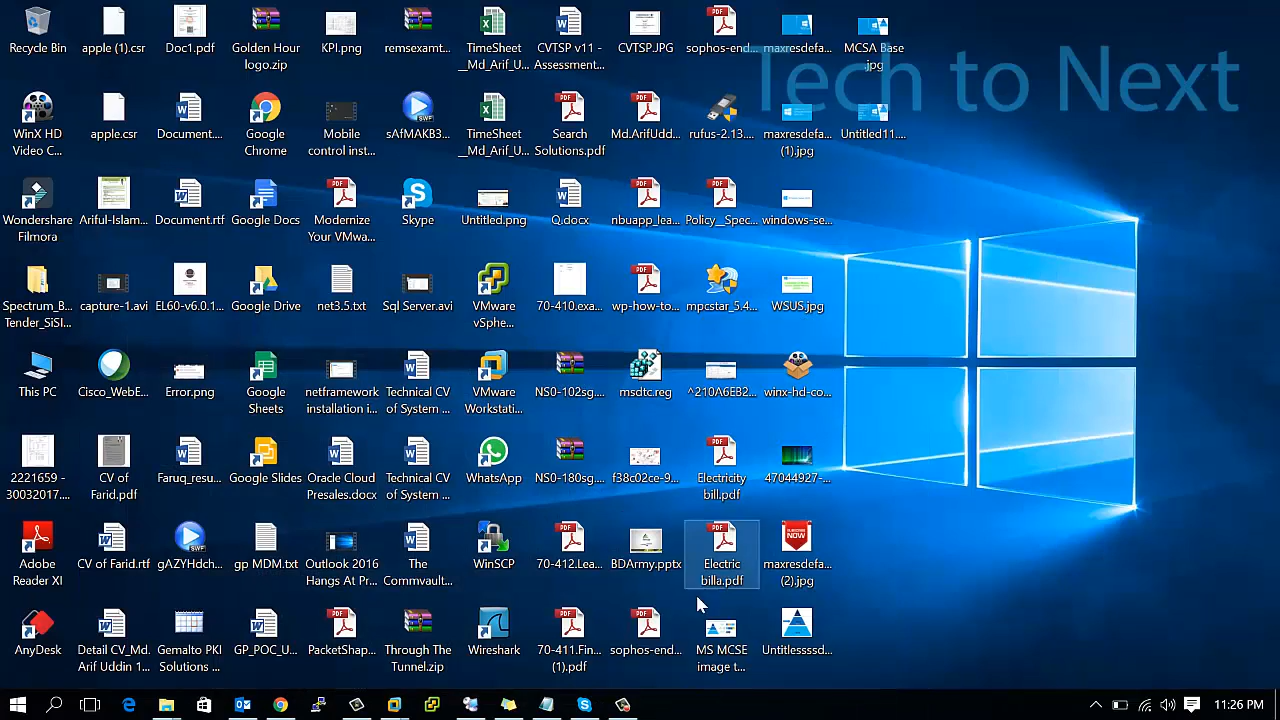 Tech to Next
Recycle Bin
apple (1).csr
Doc1.pdf
Golden Hour
logo.zip
KPI.png
remsexamt...
TimeSheet
__Md_Arif_U...
CVTSP v11 -
Assessment...
CVTSP.JPG
sophos-end...
maxresdefa...
MCSA Base
.jpg
WinX HD
Video C...
apple.csr
Document....
Google
Chrome
Mobile
control inst...
sAfMAKB3...
TimeSheet
__Md_Arif_U...
Search
Solutions.pdf
Md.ArifUdd...
rufus-2.13....
maxresdefa...
(1).jpg
Untitled11....
Wondershare
Filmora
Ariful-Islam...
Document.rtf
Google Docs
Modernize
Your VMwa...
Skype
Untitled.png
Q.docx
nbuapp_lea...
Policy__Spec...
windows-se...
Spectrum_B...
Tender_SiSI...
capture-1.avi
EL60-v6.0.1...
Google Drive
net3.5.txt
Sql Server.avi
VMware
vSphe...
70-410.exa...
wp-how-to...
mpcstar_5.4...
WSUS.jpg
This PC
Cisco_WebE...
Error.png
Google
Sheets
netframework
installation i...
Technical CV
of System ...
VMware
Workstati...
NS0-102sg....
msdtc.reg
^210A6EB2...
winx-hd-co...
2221659 -
30032017....
CV of
Farid.pdf
Faruq_resu...
Google Slides
Oracle Cloud
Presales.docx
Technical CV
of System ...
WhatsApp
NS0-180sg....
f38c02ce-9...
Electricity
bill.pdf
47044927-...
Adobe
Reader XI
CV of Farid.rtf
gAZYHdch...
gp MDM.txt
Outlook 2016
Hangs At Pr...
The
Commvault...
WinSCP
70-412.Lea...
BDArmy.pptx
Electric
billa.pdf
SUBSCRIBE
NOW
maxresdefa...
(2).jpg
AnyDesk
Detail CV_Md.
Arif Uddin 1...
Gemalto PKI
Solutions ...
GP_POC_U...
PacketShap...
Through The
Tunnel.zip
Wireshark
70-411.Fin...
(1).pdf
sophos-end...
MS MCSE
image t...
Untitlessssd...
11:26 PM